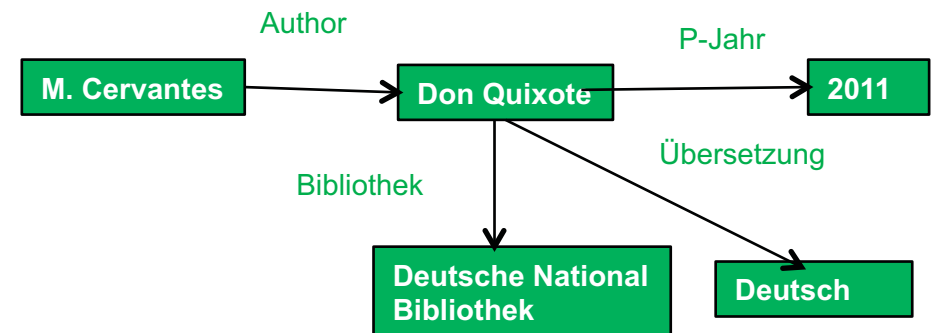 Author
P-Jahr
M. Cervantes
Don Quixote
2011
Übersetzung
Bibliothek
Deutsche National
Bibliothek
Deutsch